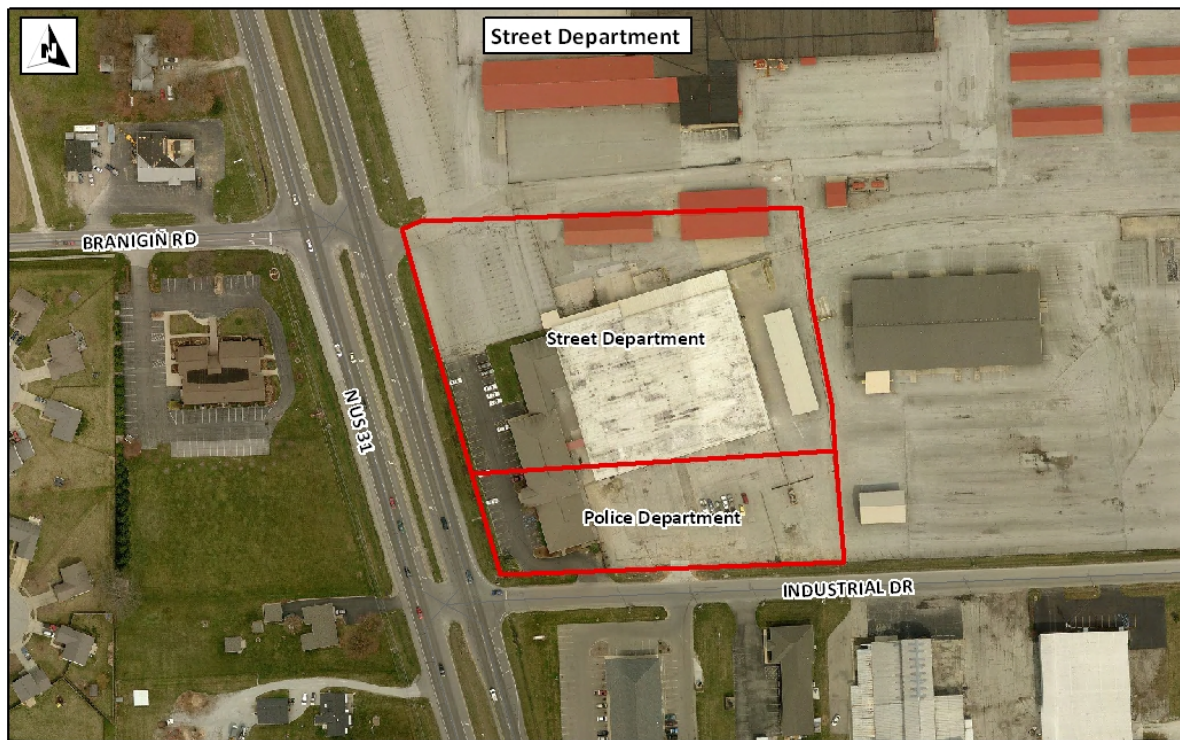 Street Department
N
BRANIGIN RD
Street Department
N US 31
Police Department
INDUSTRIAL DR